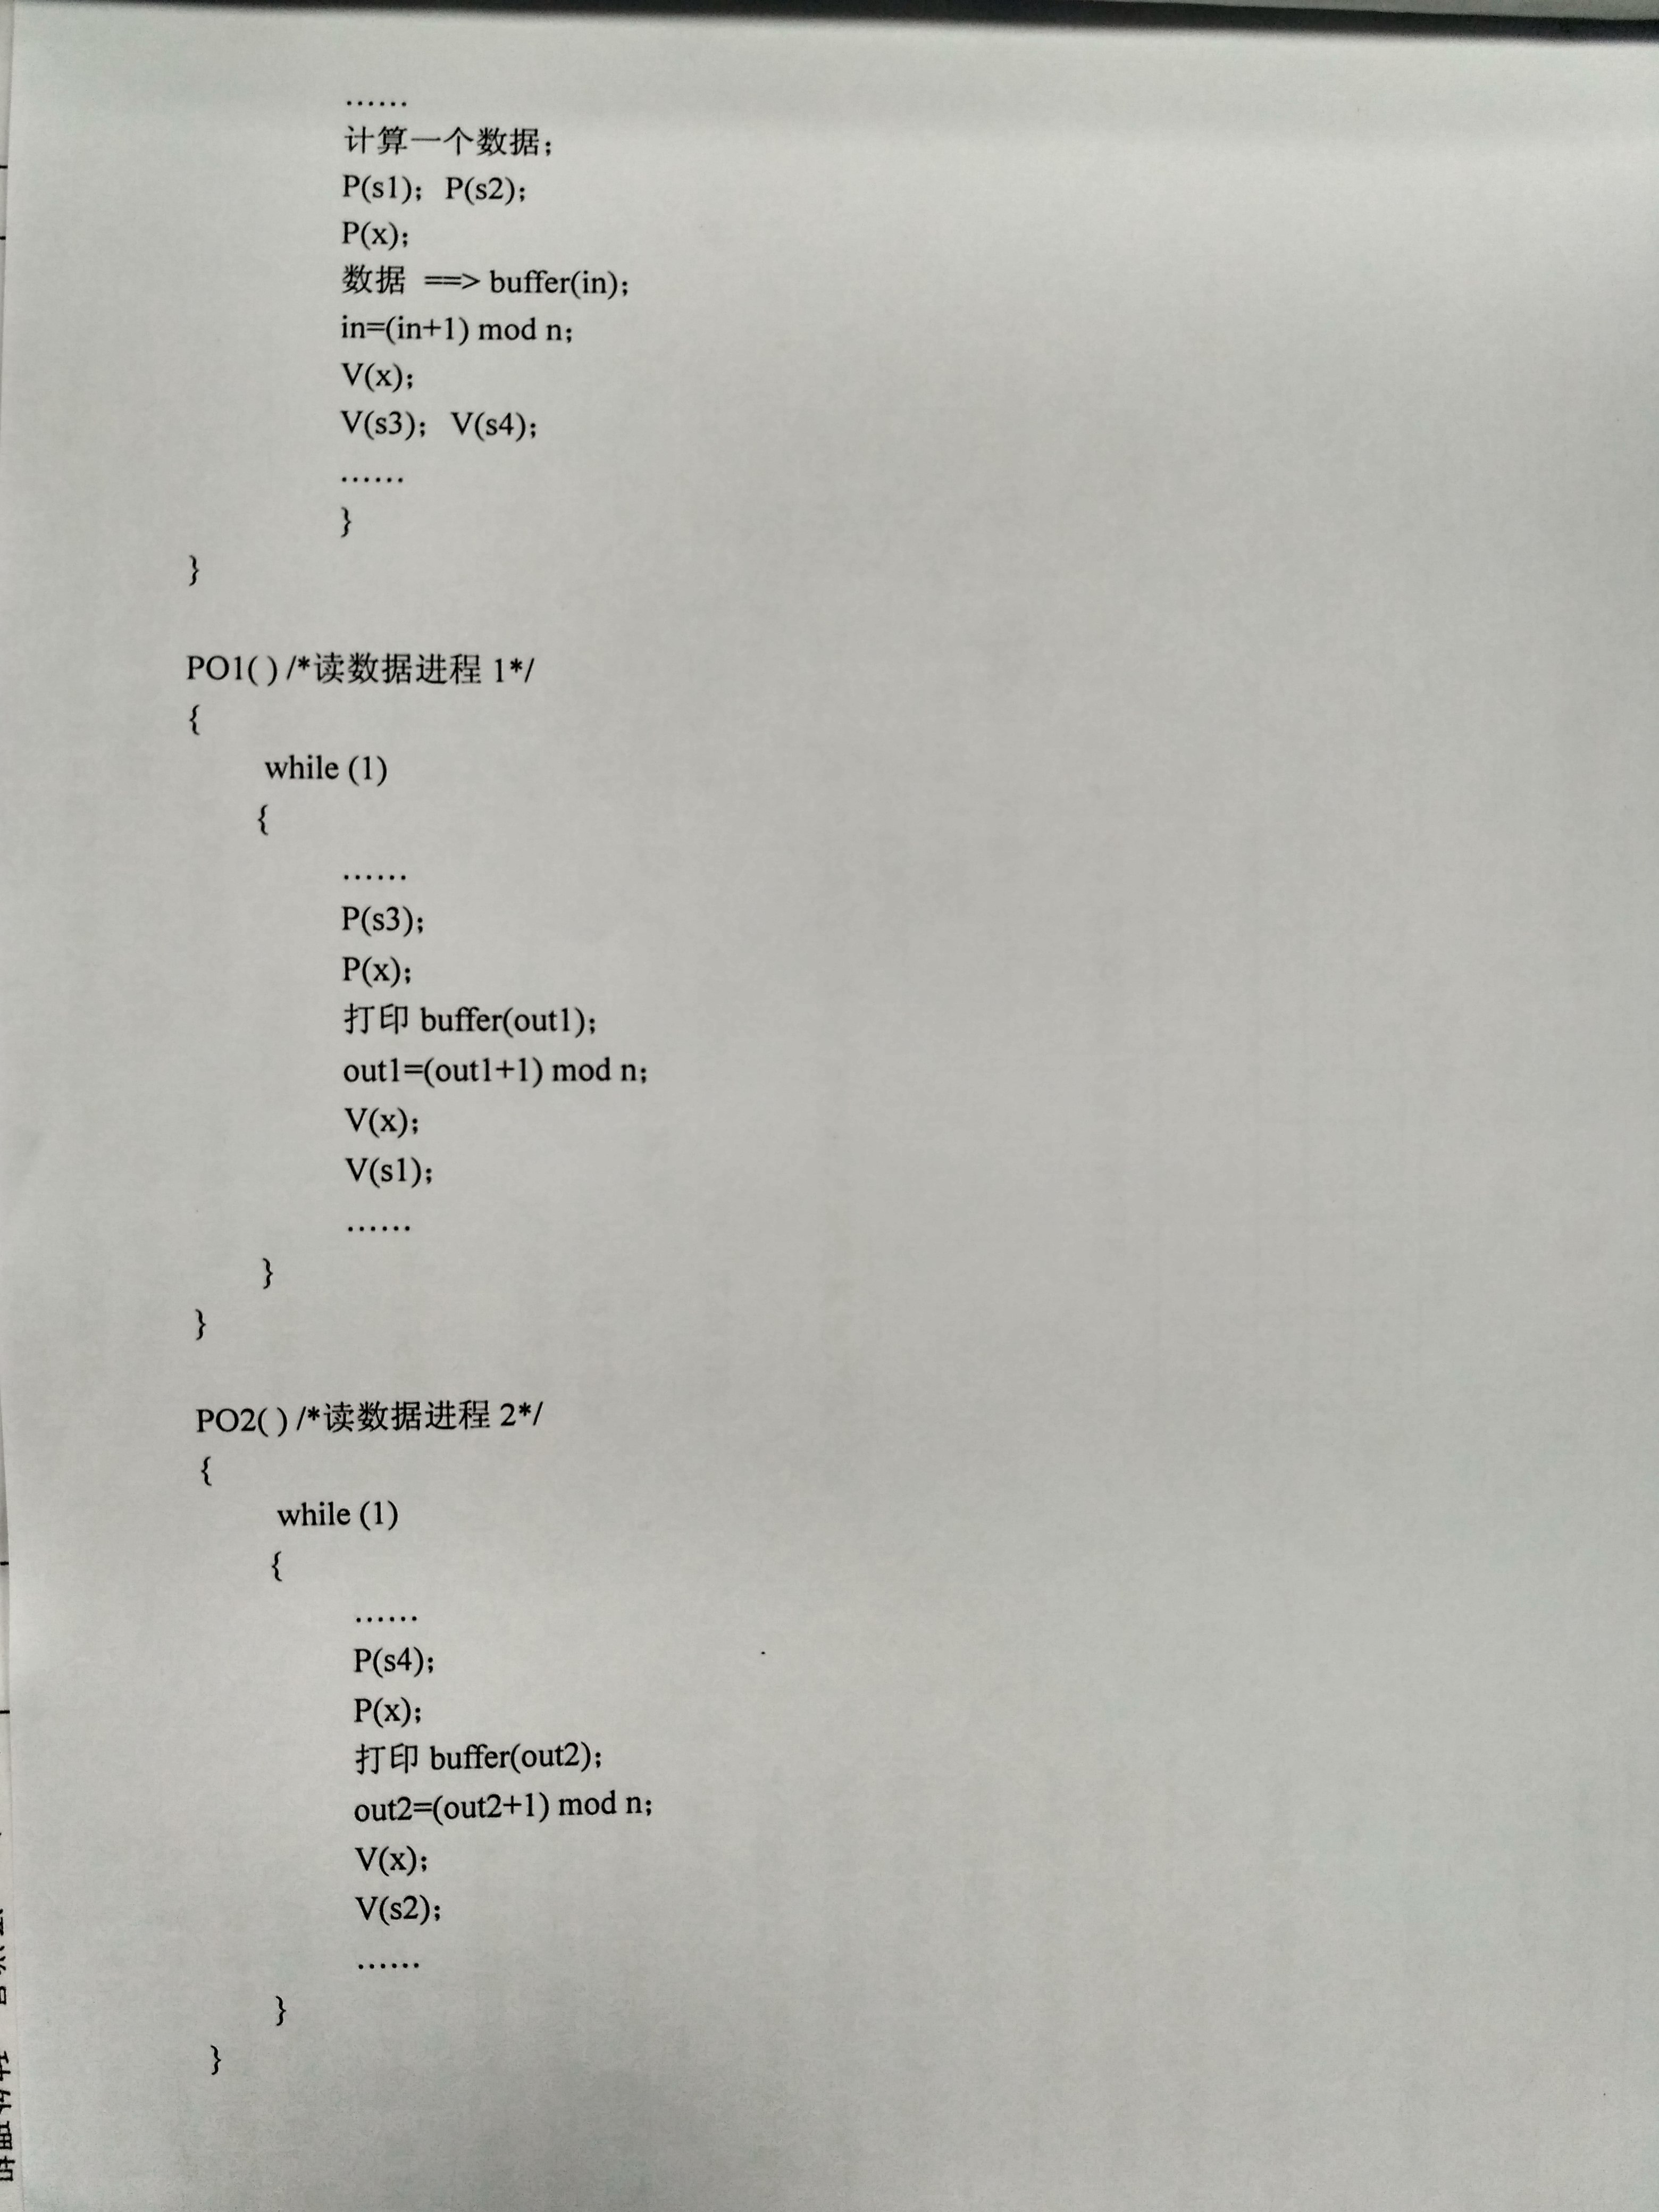 ……
计算一个数据；
P(s1)；P(s2)；
P(x)；
数据 ==> buffer(in)；
in=(in+1) mod n；
V(x)；
V(s3)；V(s4)；
……
}
}
PO1( ) /*读数据进程 1*/
{
while (1)
{
……
P(s3)；
P(x)；
打印 buffer(out1)；
out1=(out1+1) mod n；
V(x)；
V(s1)；
……
}
}
PO2( ) /*读数据进程 2*/
{
while (1)
{
……
P(s4)；
P(x)；
打印 buffer(out2)；
out2=(out2+1) mod n；
V(x)；
V(s2)；
……
}
}